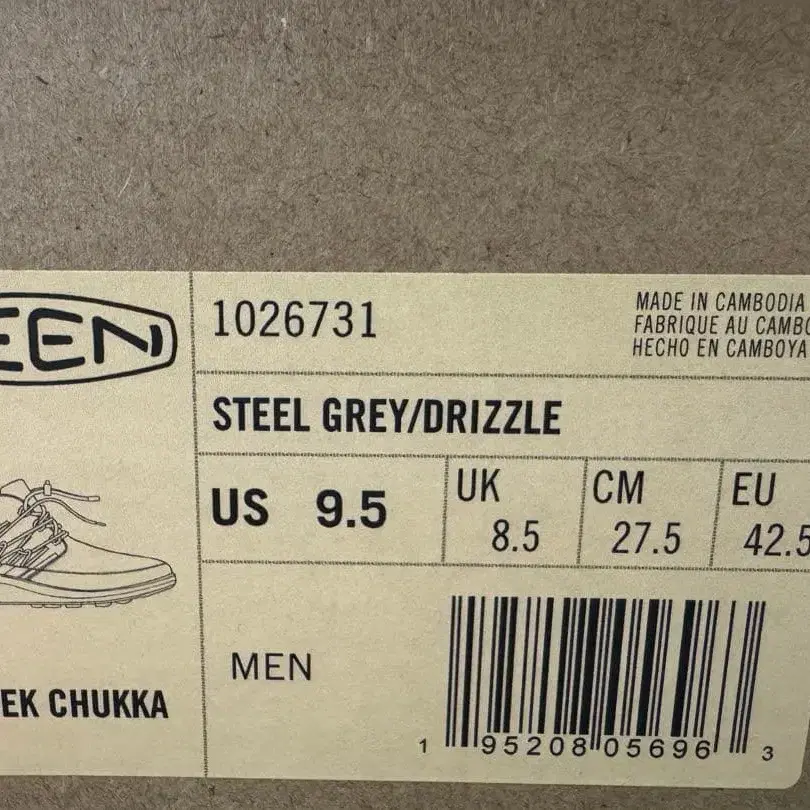 EEN
1026731
MADE IN CAMBODIA
FABRIQUE AU CAMBO
HECHO EN CAMBOYA
STEEL GREY/DRIZZLE
US 9.5
UK 8.5
CM 27.5
EU 42.5
MEN
EK CHUKKA
1 95208 05696 3